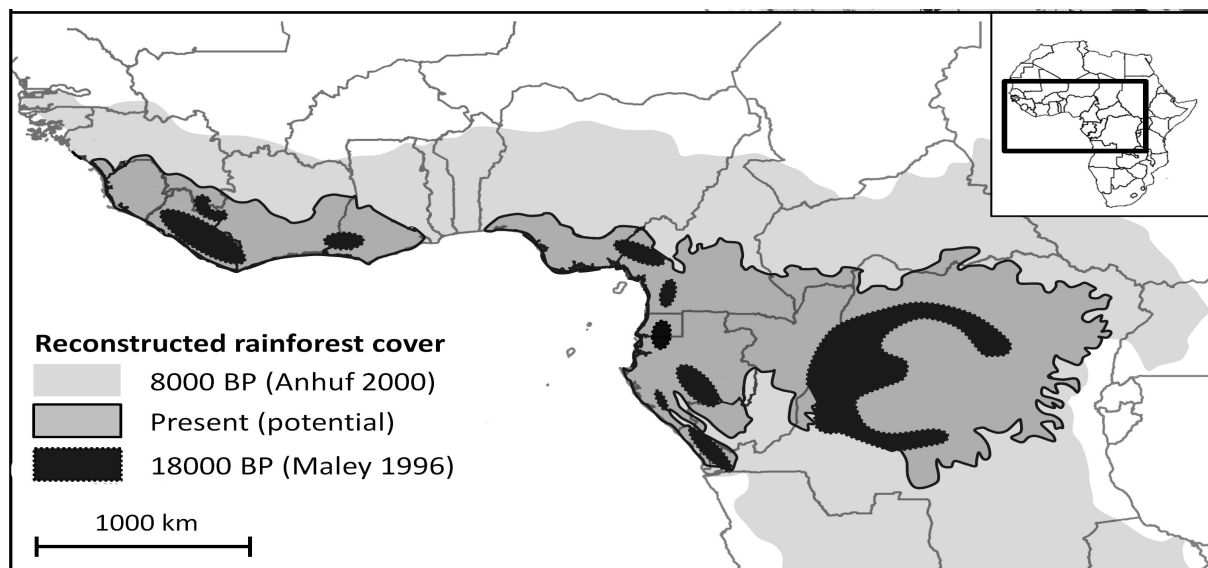 Reconstructed rainforest cover
8000 BP (Anhuf 2000)
Present (potential)
18000 BP (Maley 1996)
1000 km